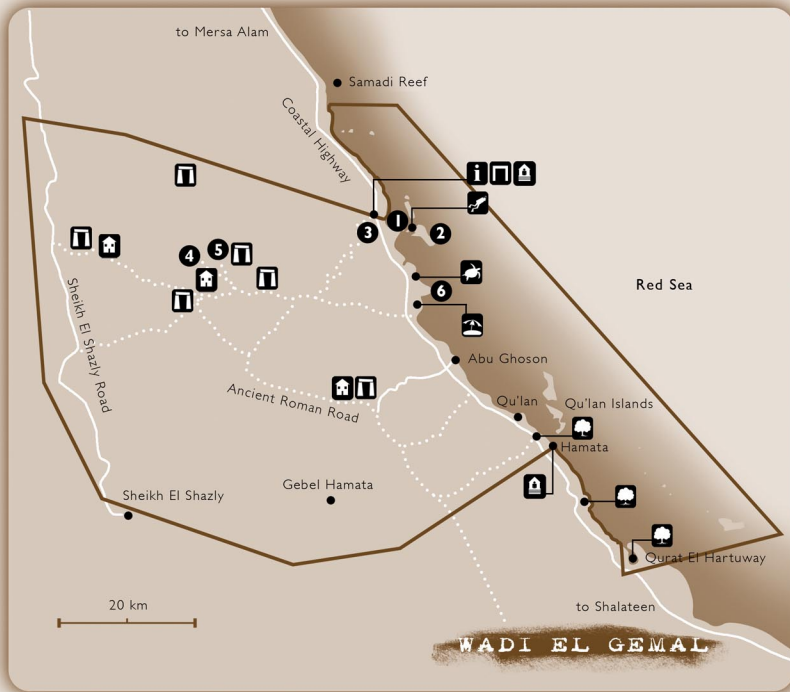 to Mersa Alam
Samadi Reef
Coastal Highway
i
1
2
3
4
5
6
Red Sea
Sheikh El Shazly Road
Abu Ghoson
Ancient Roman Road
Qu'lan
Qu'lan Islands
Hamata
Gebel Hamata
Sheikh El Shazly
Qurat El Hartuway
20 km
to Shalateen
WADI EL GEMAL